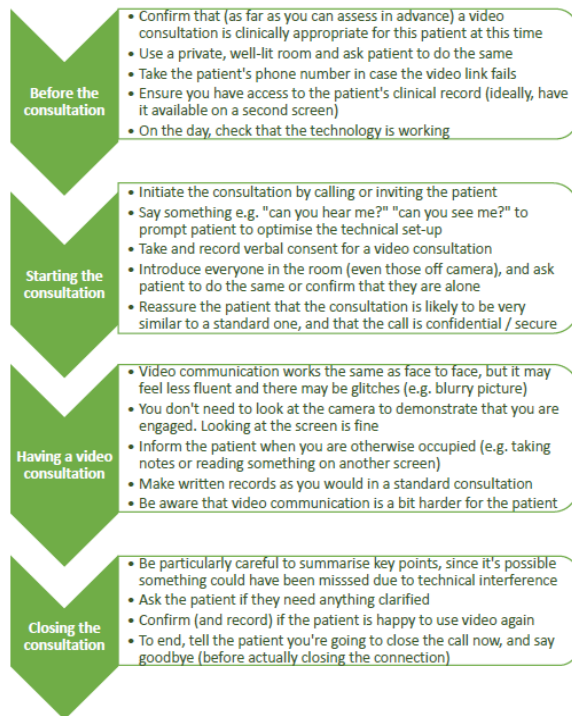 Before the
consultation
• Confirm that (as far as you can assess in advance) a video
consultation is clinically appropriate for this patient at this time
• Use a private, well-lit room and ask patient to do the same
• Take the patient's phone number in case the video link fails
• Ensure you have access to the patient's clinical record (ideally, have
it available on a second screen)
• On the day, check that the technology is working
Starting the
consultation
• Initiate the consultation by calling or inviting the patient
• Say something e.g. "can you hear me?" "can you see me?" to
prompt patient to optimise the technical set-up
• Take and record verbal consent for a video consultation
• Introduce everyone in the room (even those off camera), and ask
patient to do the same or confirm that they are alone
• Reassure the patient that the consultation is likely to be very
similar to a standard one, and that the call is confidential / secure
Having a video
consultation
• Video communication works the same as face to face, but it may
feel less fluent and there may be glitches (e.g. blurry picture)
• You don't need to look at the camera to demonstrate that you are
engaged. Looking at the screen is fine
• Inform the patient when you are otherwise occupied (e.g. taking
notes or reading something on another screen)
• Make written records as you would in a standard consultation
• Be aware that video communication is a bit harder for the patient
Closing the
consultation
• Be particularly careful to summarise key points, since it's possible
something could have been misssed due to technical interference
• Ask the patient if they need anything clarified
• Confirm (and record) if the patient is happy to use video again
• To end, tell the patient you're going to close the call now, and say
goodbye (before actually closing the connection)